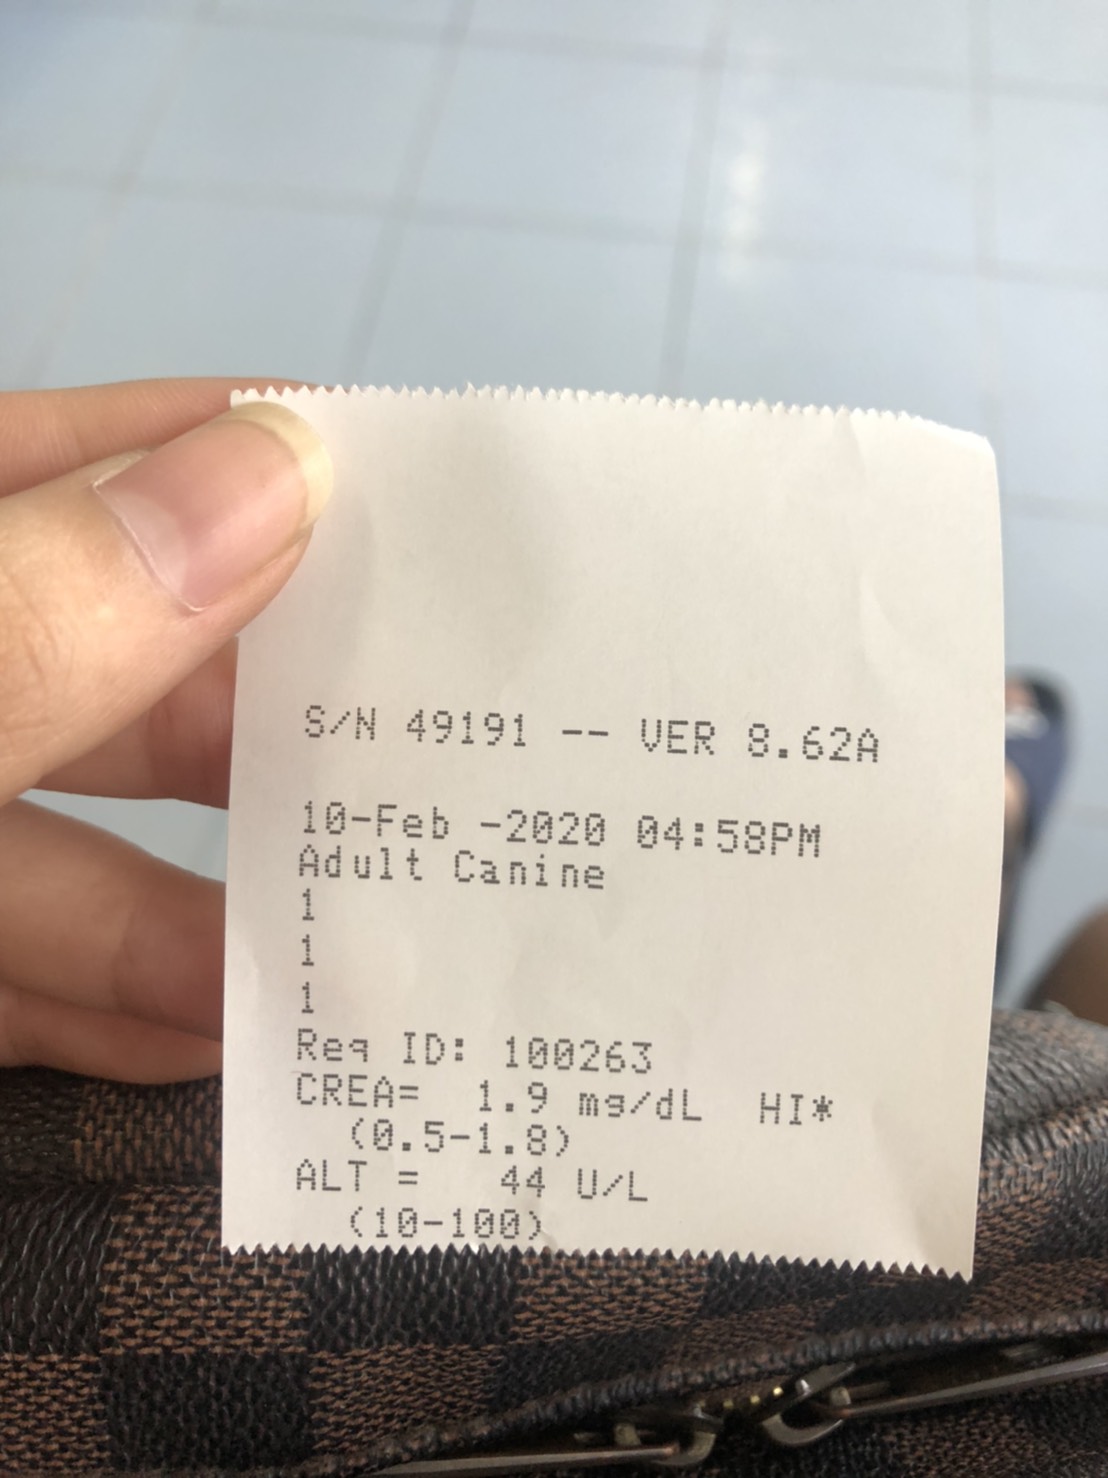 S/N 49191 -- VER 8.62A
10-Feb -2020 04:58PM
Adult Canine
1
1
1
Req ID: 100263
CREA= 1.9 mg/dL HI*
(0.5-1.8)
ALT = 44 U/L
(10-100)